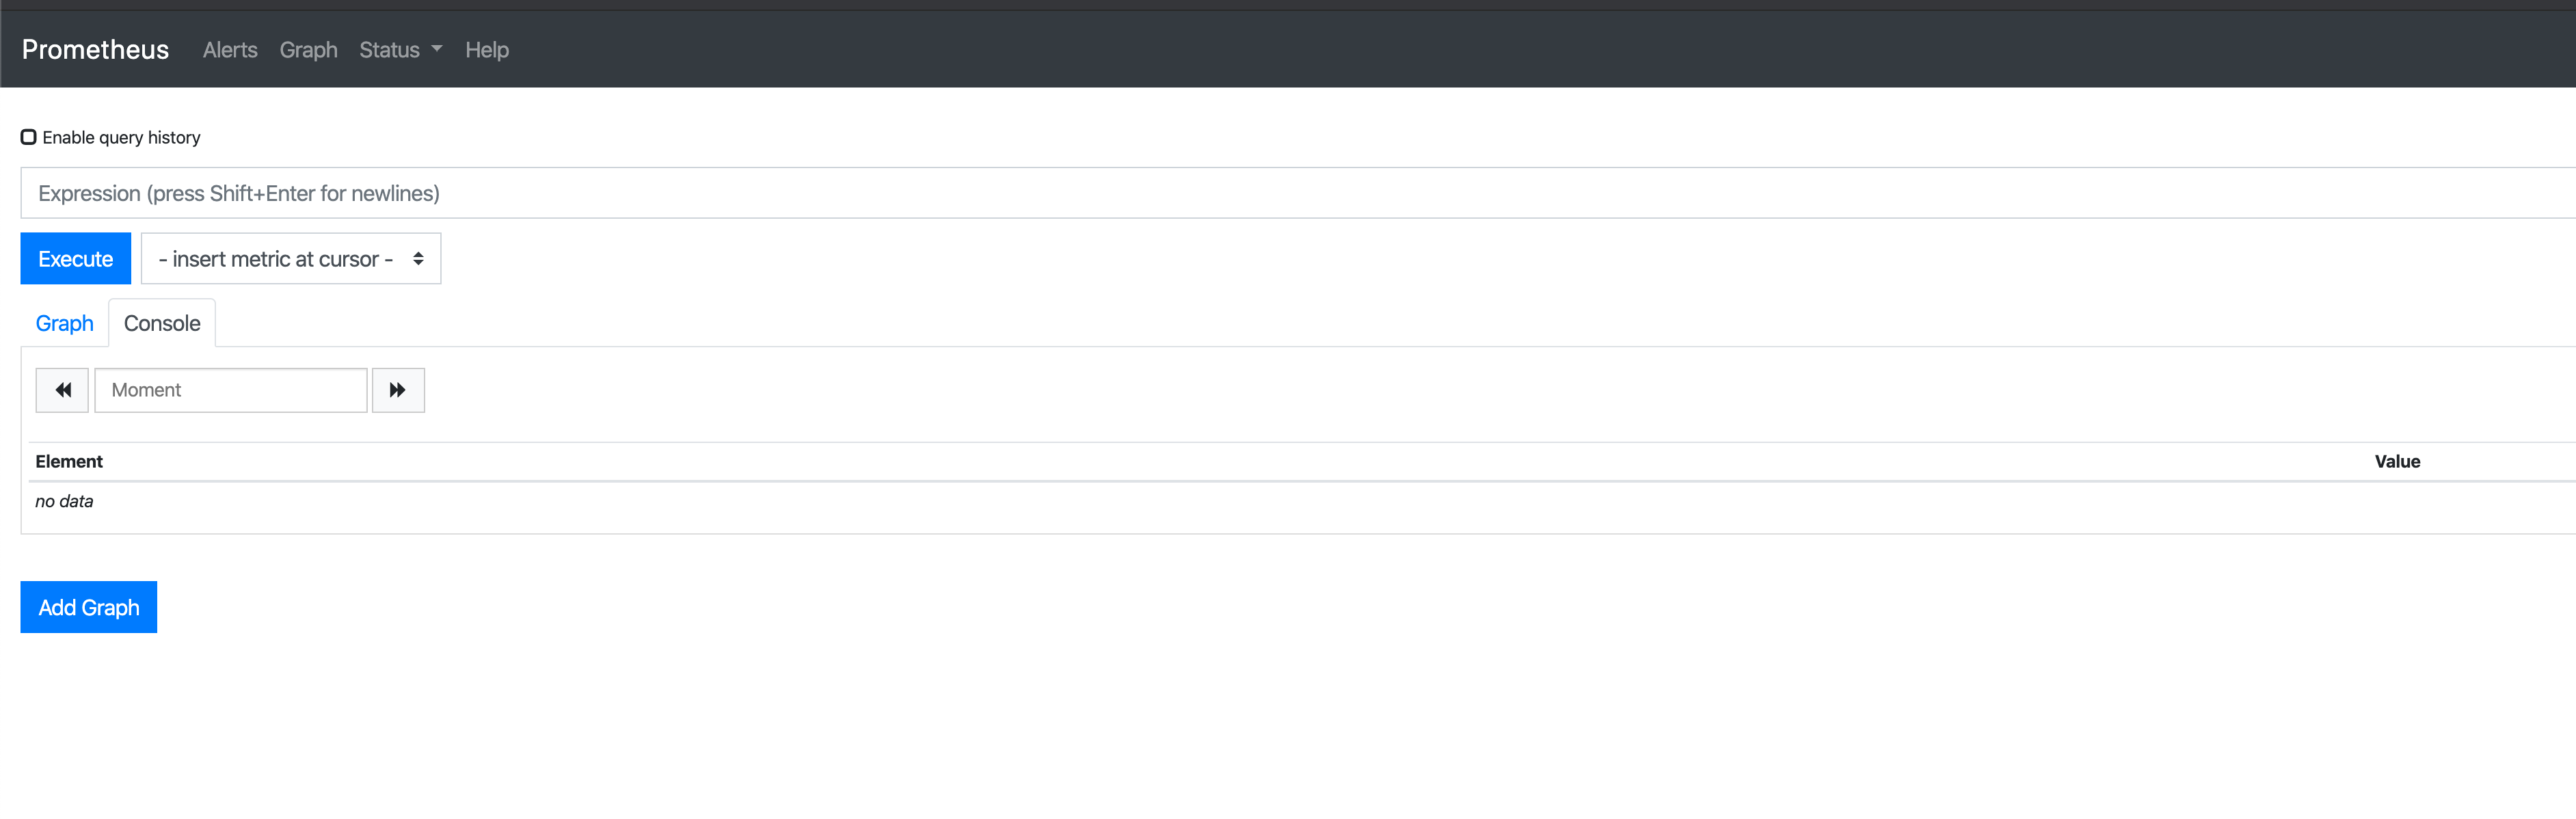 Prometheus Alerts Graph Status Help
Enable query history
Expression (press Shift+Enter for newlines)
Execute - insert metric at cursor -
Graph Console
Moment
Element Value
no data
Add Graph